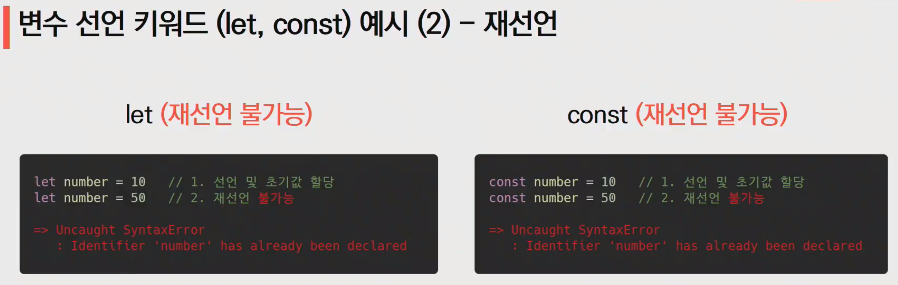 변수 선언 키워드 (let, const) 예시 (2) - 재선언
let (재선언 불가능)
let number = 10 // 1. 선언 및 초기값 할당
let number = 50 // 2. 재선언 불가능
=> Uncaught SyntaxError
: Identifier 'number' has already been declared
const (재선언 불가능)
const number = 10 // 1. 선언 및 초기값 할당
const number = 50 // 2. 재선언 불가능
=> Uncaught SyntaxError
: Identifier 'number' has already been declared